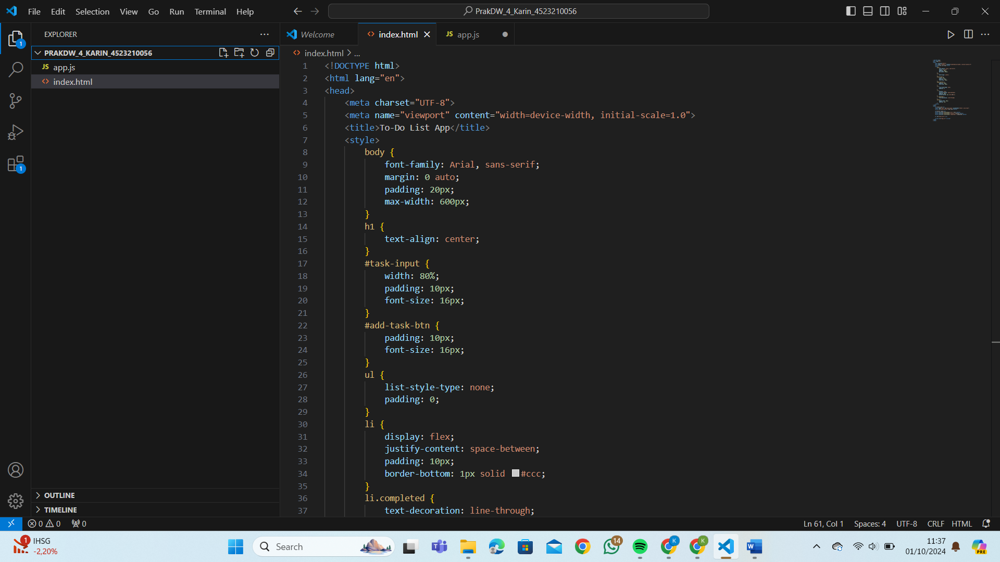 File Edit Selection View Go Run Terminal Help
PrakDW_4_Karin_4523210056
EXPLORER
PRAKDW_4_KARIN_4523210056
JS app.js
index.html
OUTLINE
TIMELINE
1
1
Welcome
index.html
JS app.js
index.html > ...
1 <!DOCTYPE html>
2 <html lang="en">
3 <head>
4 <meta charset="UTF-8">
5 <meta name="viewport" content="width=device-width, initial-scale=1.0">
6 <title>To-Do List App</title>
7 <style>
8 body {
9 font-family: Arial, sans-serif;
10 margin: 0 auto;
11 padding: 20px;
12 max-width: 600px;
13 }
14 h1 {
15 text-align: center;
16 }
17 #task-input {
18 width: 80%;
19 padding: 10px;
20 font-size: 16px;
21 }
22 #add-task-btn {
23 padding: 10px;
24 font-size: 16px;
25 }
26 ul {
27 list-style-type: none;
28 padding: 0;
29 }
30 li {
31 display: flex;
32 justify-content: space-between;
33 padding: 10px;
34 border-bottom: 1px solid #ccc;
35 }
36 li.completed {
37 text-decoration: line-through;
0 0 0
Ln 61, Col 1 Spaces: 4 UTF-8 CRLF HTML
1 IHSG
-2,20%
Search
T
14
K
K
W
11:37
01/10/2024
PRE